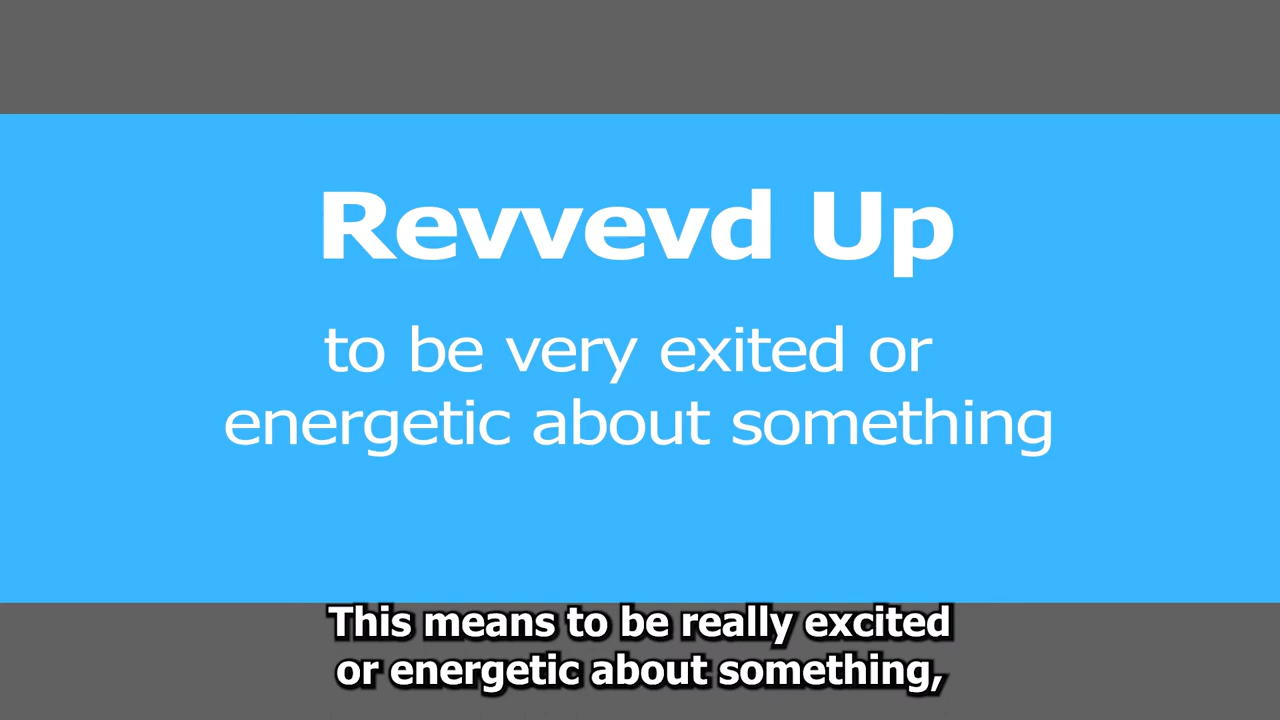 Revvevd Up
to be very exited or
energetic about something
This means to be really excited
or energetic about something,